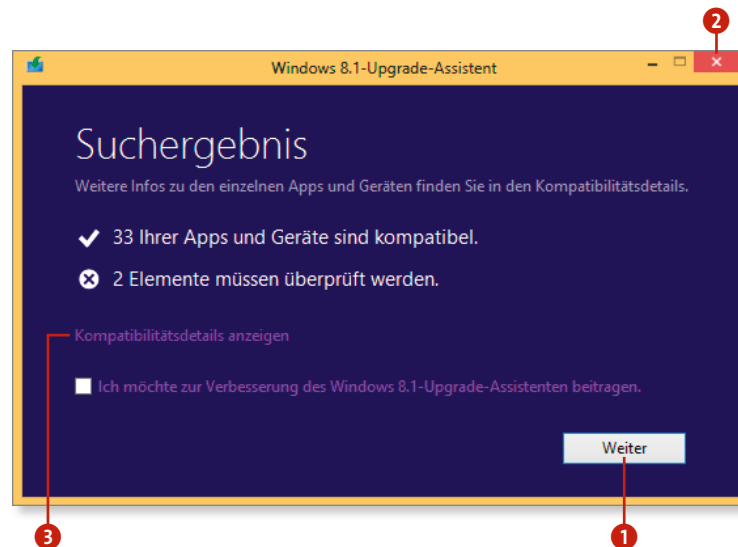 2
Windows 8.1-Upgrade-Assistent
Suchergebnis
Weitere Infos zu den einzelnen Apps und Geräten finden Sie in den Kompatibilitätsdetails.
33 Ihrer Apps und Geräte sind kompatibel.
2 Elemente müssen überprüft werden.
Kompatibilitätsdetails anzeigen
Ich möchte zur Verbesserung des Windows 8.1-Upgrade-Assistenten beitragen.
Weiter
3
1